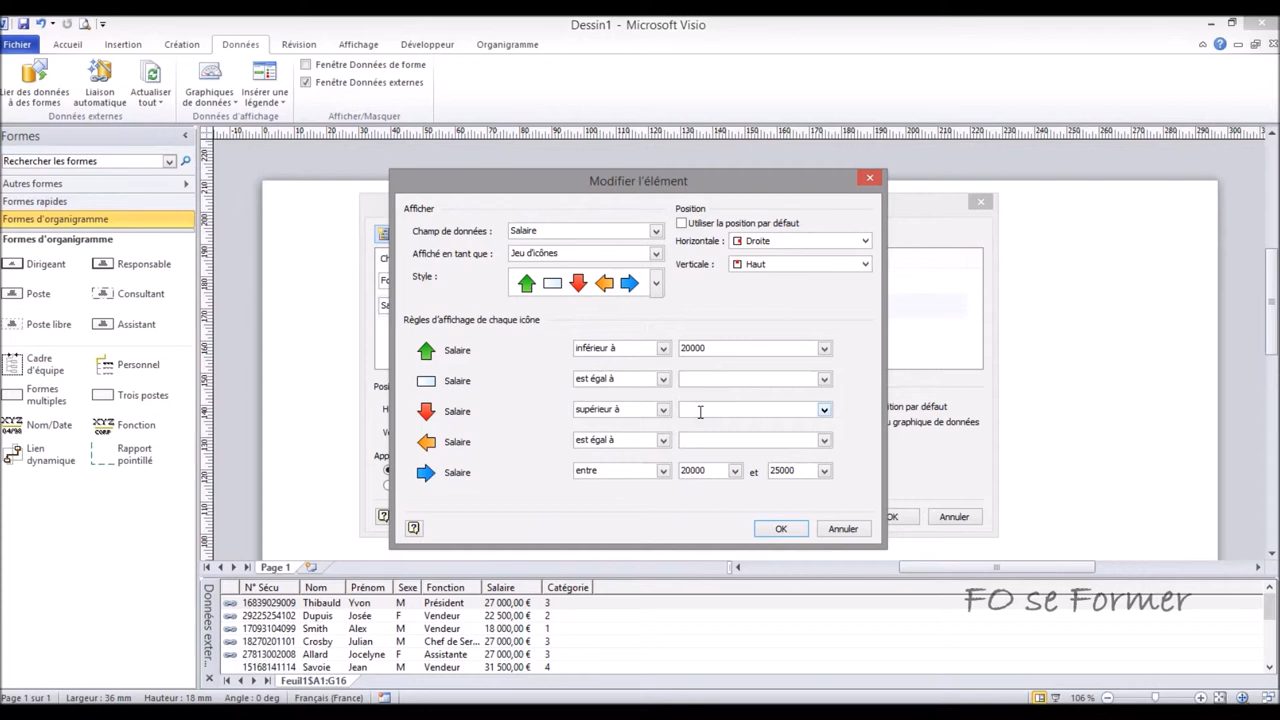 Dessin1 - Microsoft Visio
Fichier Accueil Insertion Création Données Révision Affichage Développeur Organigramme
Lier des données à des formes
Liaison automatique
Actualiser tout
Données externes
Graphiques de données
Insérer une légende
Données d'affichage
Fenêtre Données de forme
Fenêtre Données externes
Afficher/Masquer
Formes
Rechercher les formes
Autres formes
Formes rapides
Formes d'organigramme
Formes d'organigramme
Dirigeant Responsable
Poste Consultant
Poste libre Assistant
Cadre d'équipe Personnel
Formes multiples Trois postes
Nom/Date Fonction
Lien dynamique Rapport pointillé
Modifier l'élément
Afficher
Champ de données : Salaire
Affiché en tant que : Jeu d'icônes
Style :
Position
Utiliser la position par défaut
Horizontale : Droite
Verticale : Haut
Règles d'affichage de chaque icône
Salaire inférieur à 20000
Salaire est égal à
Salaire supérieur à
Salaire est égal à
Salaire entre 20000 et 25000
OK Annuler
OK Annuler
Page 1
N° Sécu Nom Prénom Sexe Fonction Salaire Catégorie
16839029009 Thibauld Yvon M Président 27 000,00 € 3
29225254102 Dupuis Josée F Vendeur 22 500,00 € 2
17093104099 Smith Alex M Vendeur 18 000,00 € 1
18270201101 Crosby Julian M Chef de Ser... 27 000,00 € 3
27813002008 Allard Jocelyne F Assistante 27 000,00 € 3
15168141114 Savoie Jean M Vendeur 31 500,00 € 4
Feuil1$A1:G16
FO se Former
Page 1 sur 1 Largeur : 36 mm Hauteur : 18 mm Angle : 0 deg Français (France) 106 %